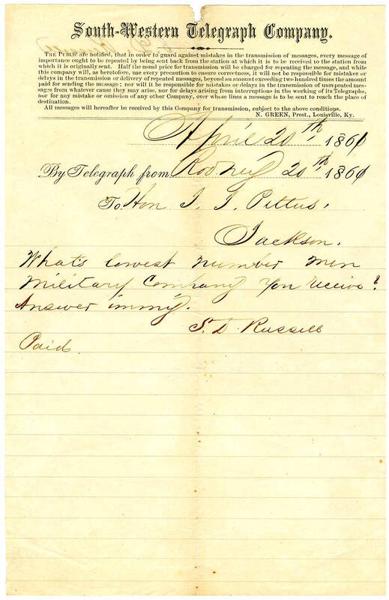 South-Western Telegraph Company.
The Public are notified, that in order to guard against mistakes in the transmission of messages, every message of
importance ought to be repeated by being sent back from the station at which it is to be received to the station from
which it is originally sent. Half the usual price for transmission will be charged for repeating the message, and while
this company will, as heretofore, use every precaution to ensure correctness, it will not be responsible for mistakes or
delays in the transmission or delivery of repeated messages, beyond an amount exceeding two hundred times the amount
paid for sending the message; nor will it be responsible for mistakes or delays in the transmission of unrepeated messages
from whatever cause they may arise, nor for delays arising from interruptions in the working of its Telegraphs,
nor for any mistake or omission of any other Company, over whose lines a message is to be sent to reach the place of
destination.
All messages will hereafter be received by this Company for transmission, subject to the above conditions.
N. GREEN, Prest., Louisville, Ky.
April 20th 1861
By Telegraph from Rodney 20th 1861
To Hon J. J. Pettus,
Jackson.
Whats lowest number men
Military Company you receive?
Answer immy.
S. D. Russell
Paid.